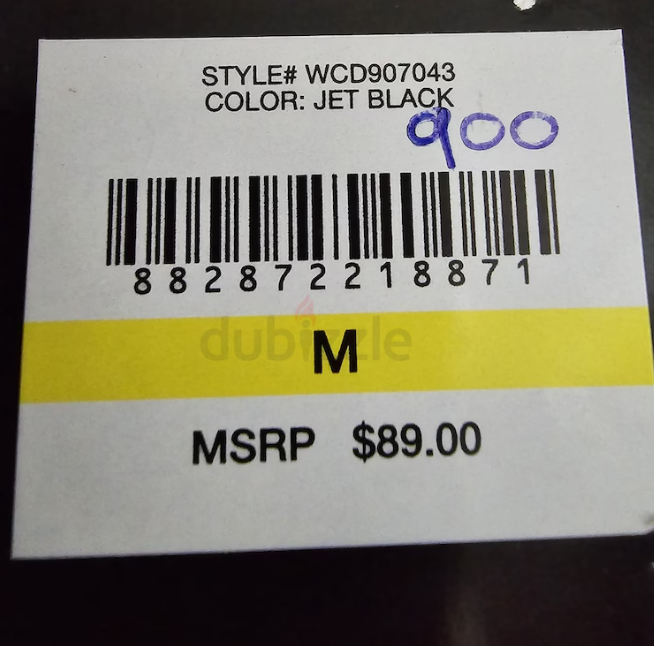 STYLE# WCD907043
COLOR: JET BLACK
900
882872218871
dubizzle
M
MSRP $89.00